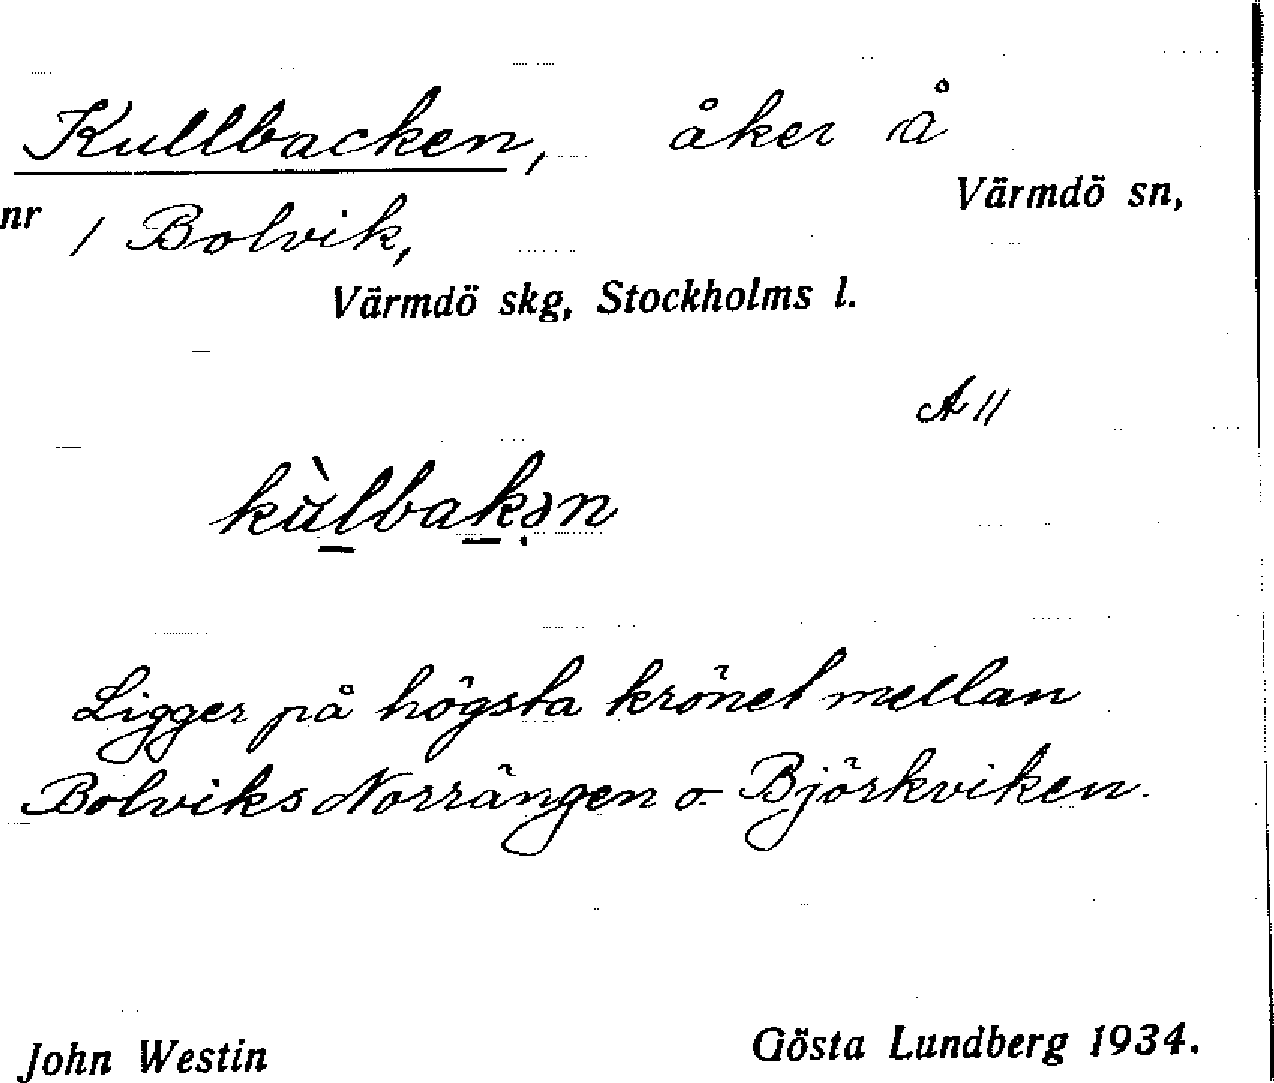 Kullbacken, åker å
Värmdö sn,
nr 1 Bolvik,
Värmdö skg, Stockholms l.
A 11
kùlbakən
Ligger på högsta krönet mellan
Bolviks Norrängen o. Björkviken.
John Westin Gösta Lundberg 1934.